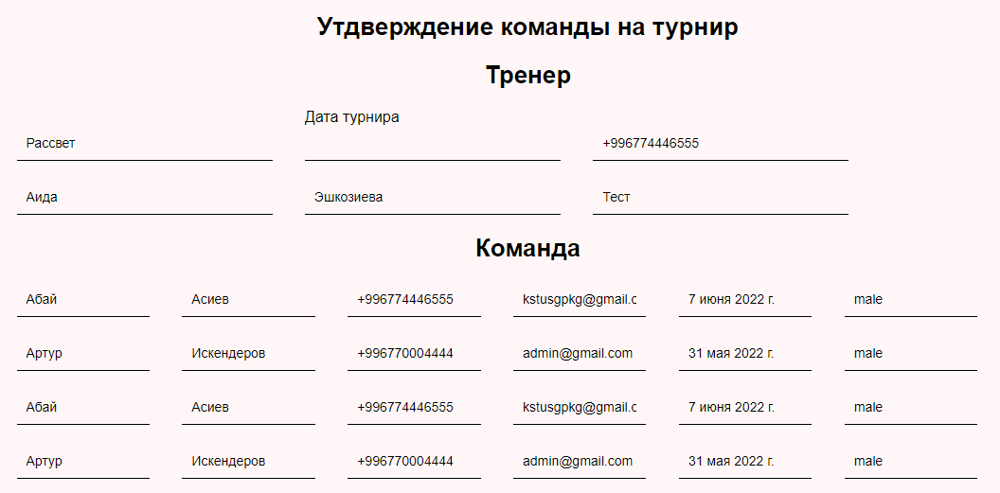 Утдверждение команды на турнир
Тренер
Дата турнира
Рассвет +996774446555
Аида Эшкозиева Тест
Команда
Абай Асиев +996774446555 kstusgpkg@gmail.c 7 июня 2022 г. male
Артур Искендеров +996770004444 admin@gmail.com 31 мая 2022 г. male
Абай Асиев +996774446555 kstusgpkg@gmail.c 7 июня 2022 г. male
Артур Искендеров +996770004444 admin@gmail.com 31 мая 2022 г. male